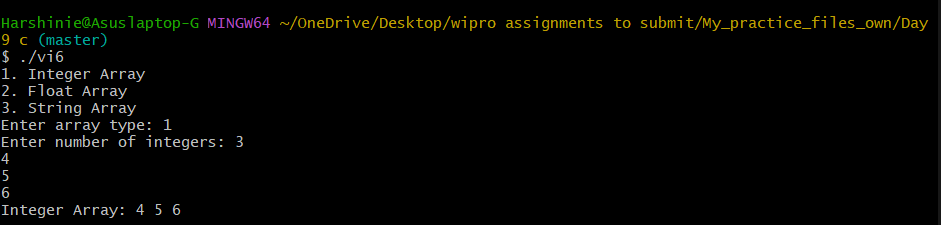 Harshinie@Asuslaptop-G MINGW64 ~/OneDrive/Desktop/wipro assignments to submit/My_practice_files_own/Day
9 c (master)
$ ./vi6
1. Integer Array
2. Float Array
3. String Array
Enter array type: 1
Enter number of integers: 3
4
5
6
Integer Array: 4 5 6